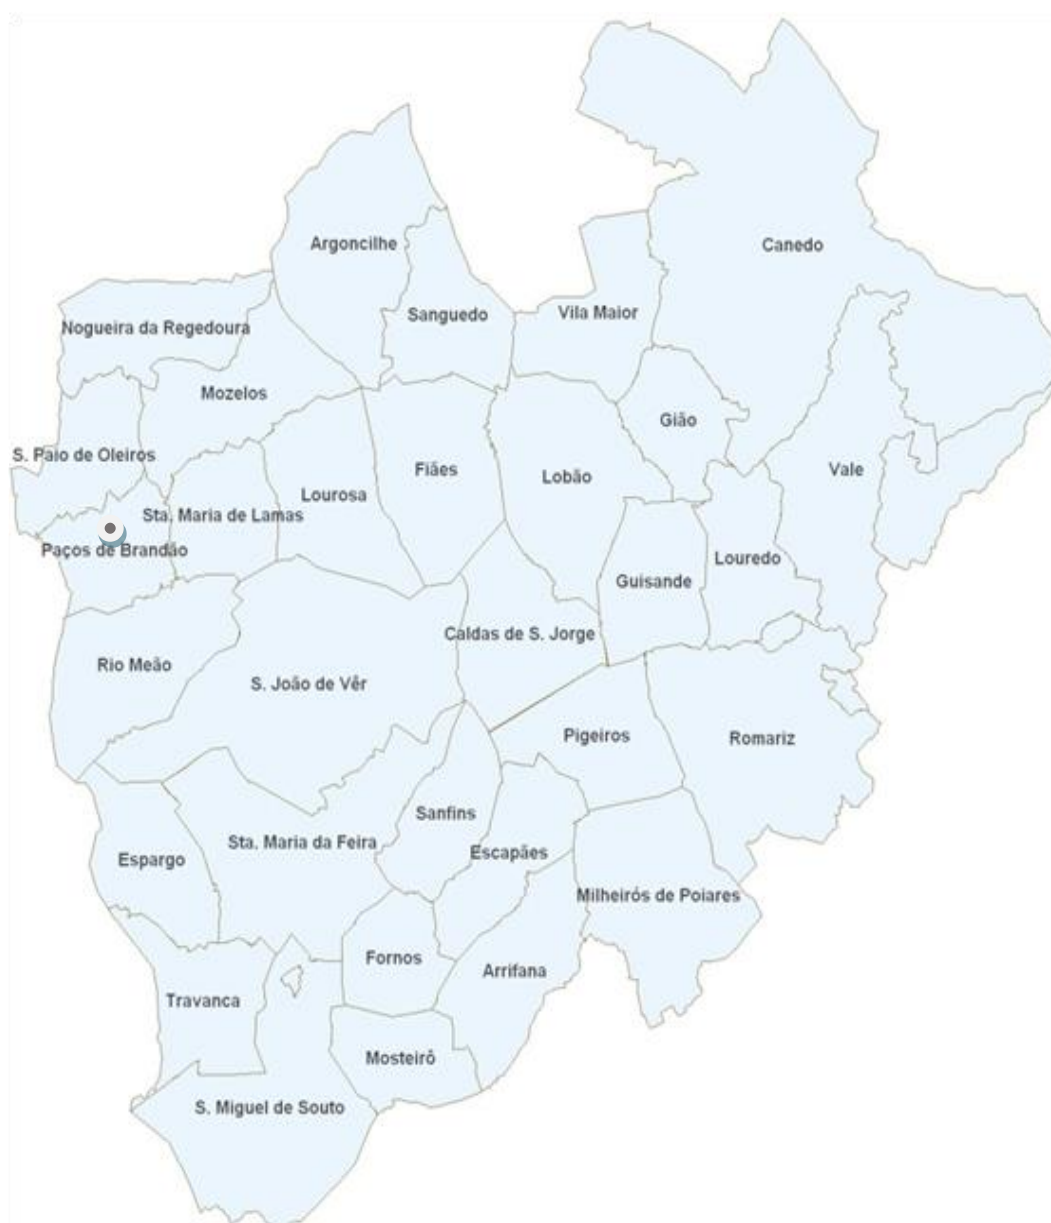 Argoncilhe
Canedo
Sanguedo
Vila Maior
Nogueira da Regedoura
Mozelos
Gião
S. Paio de Oleiros
Fiães
Vale
Lobão
Lourosa
Sta. Maria de Lamas
Paços de Brandão
Louredo
Guisande
Caldas de S. Jorge
Rio Meão
S. João de Vêr
Pigeiros
Romariz
Sanfins
Sta. Maria da Feira
Escapães
Espargo
Milheirós de Poiares
Fornos
Arrifana
Travanca
Mosteirô
S. Miguel de Souto